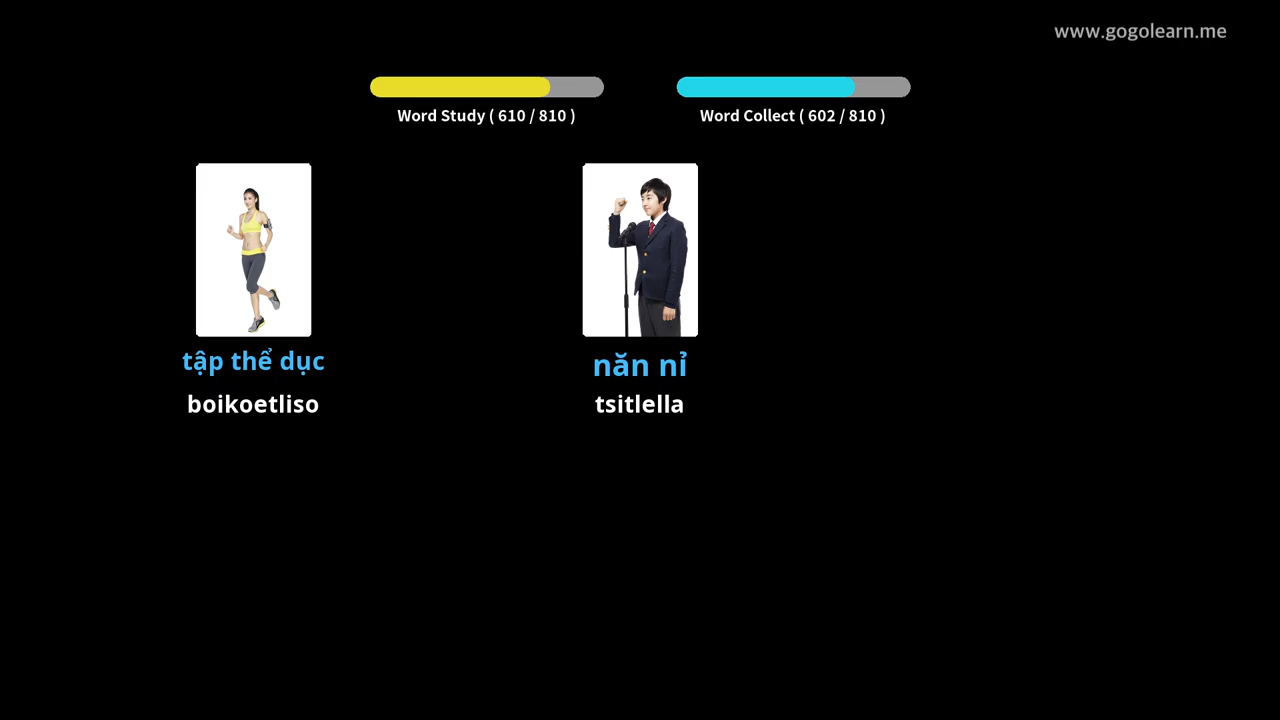 www.gogolearn.me
Word Study ( 610 / 810 )
Word Collect ( 602 / 810 )
tập thể dục
boikoetliso
năn nỉ
tsitlella